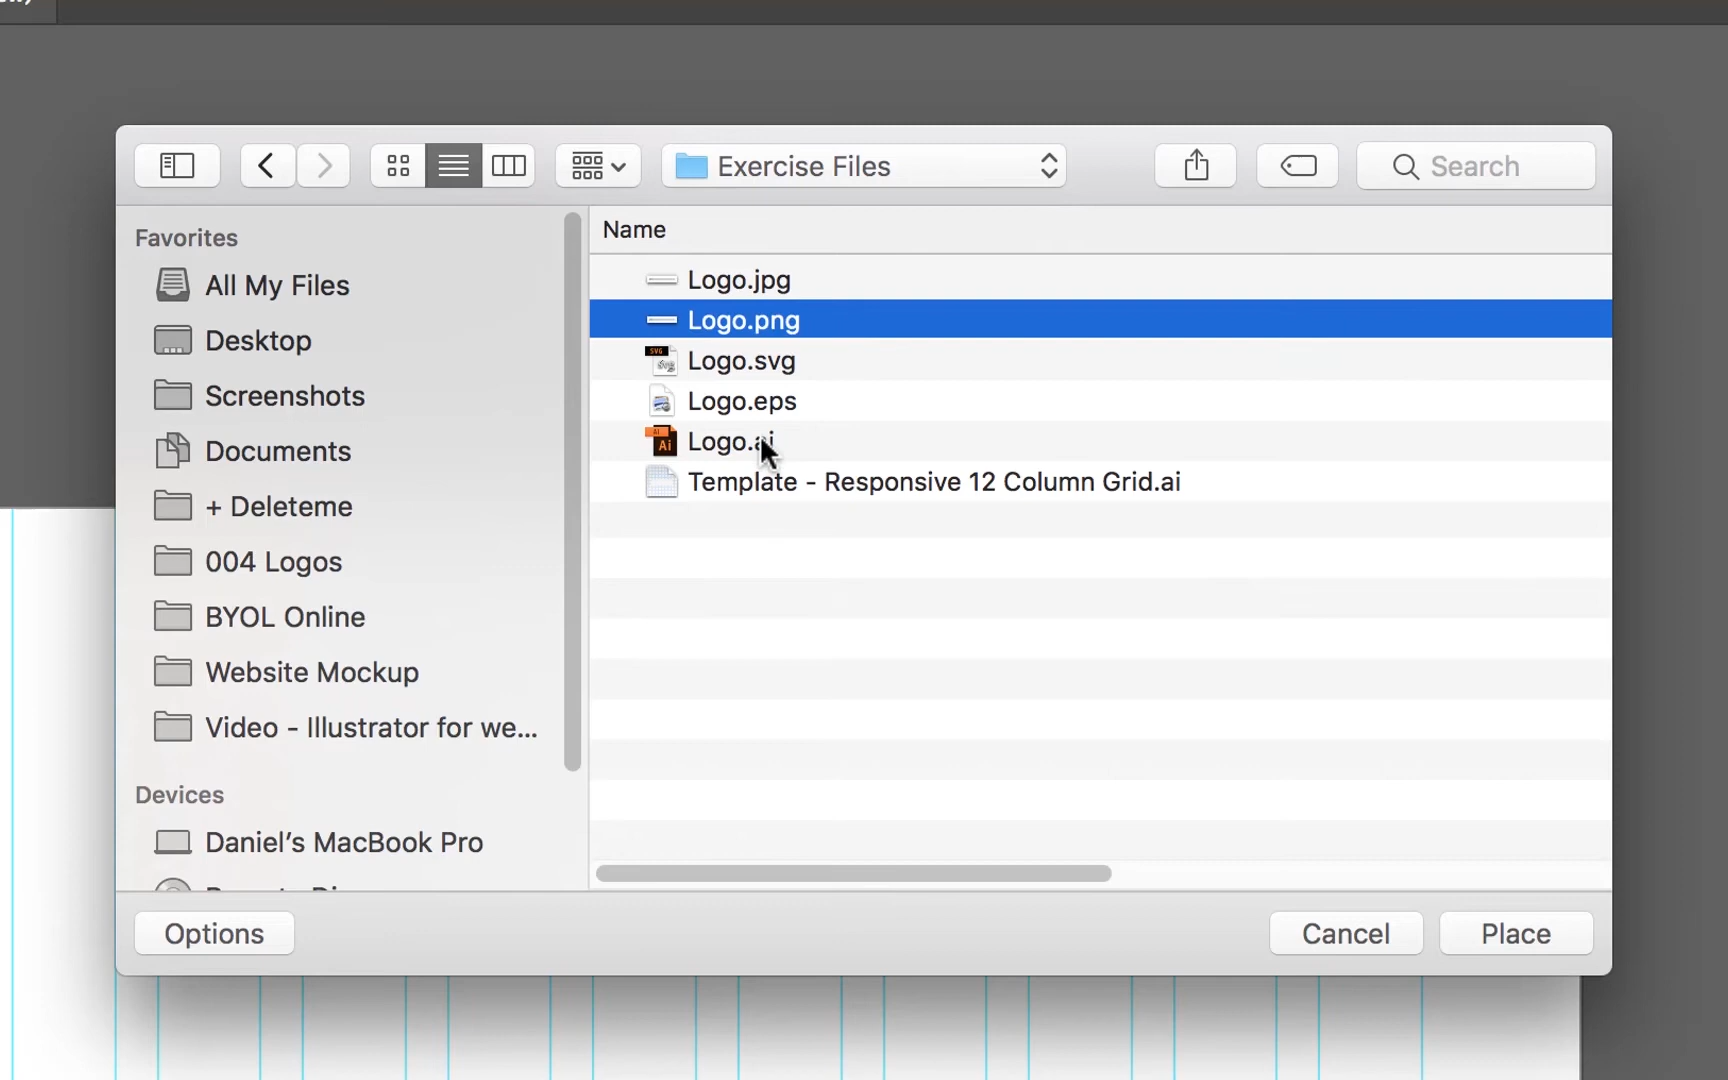 Exercise Files
Search
Favorites
All My Files
Desktop
Screenshots
Documents
+ Deleteme
004 Logos
BYOL Online
Website Mockup
Video - Illustrator for we...
Devices
Daniel's MacBook Pro
Name
Logo.jpg
Logo.png
SVG
Logo.svg
Logo.eps
Ai
Logo.ai
Template - Responsive 12 Column Grid.ai
Options
Cancel
Place